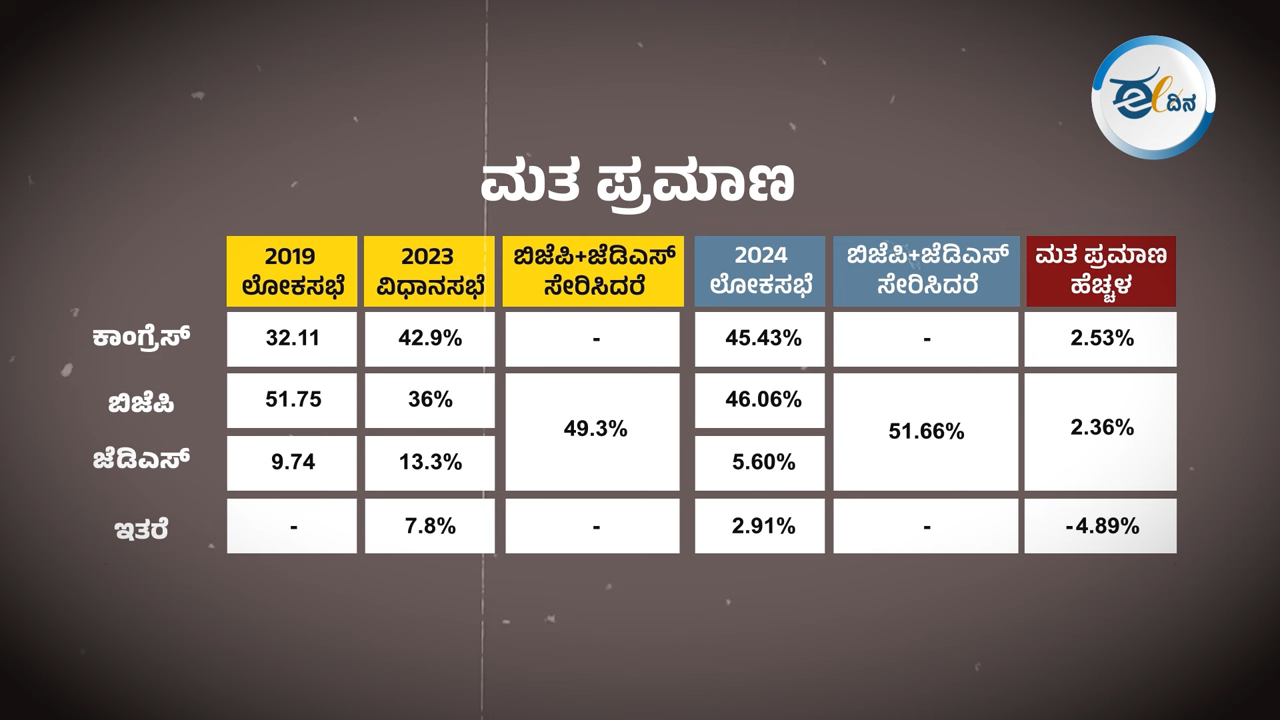 ಈ ದಿನ
ಮತ ಪ್ರಮಾಣ
2019 ಲೋಕಸಭೆ 2023 ವಿಧಾನಸಭೆ ಬಿಜೆಪಿ+ಜೆಡಿಎಸ್ ಸೇರಿಸಿದರೆ 2024 ಲೋಕಸಭೆ ಬಿಜೆಪಿ+ಜೆಡಿಎಸ್ ಸೇರಿಸಿದರೆ ಮತ ಪ್ರಮಾಣ ಹೆಚ್ಚಳ
ಕಾಂಗ್ರೆಸ್ 32.11 42.9% - 45.43% - 2.53%
ಬಿಜೆಪಿ 51.75 36% 49.3% 46.06% 51.66% 2.36%
ಜೆಡಿಎಸ್ 9.74 13.3% 5.60%
ಇತರೆ - 7.8% - 2.91% - -4.89%